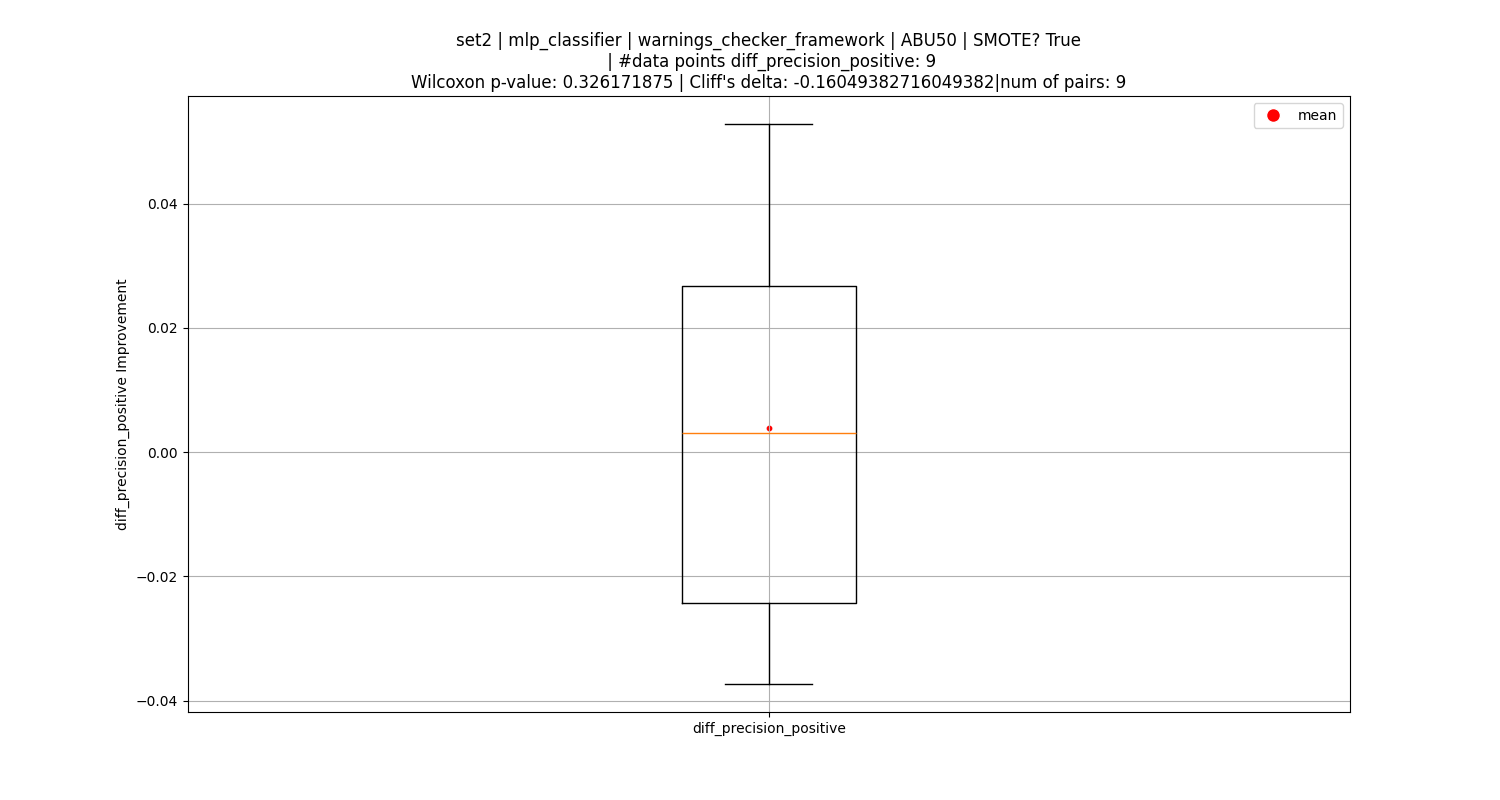 set2 | mlp_classifier | warnings_checker_framework | ABU50 | SMOTE? True
| #data points diff_precision_positive: 9
Wilcoxon p-value: 0.326171875 | Cliff's delta: -0.16049382716049382|num of pairs: 9
mean
0.04
0.02
0.00
−0.02
−0.04
diff_precision_positive Improvement
diff_precision_positive